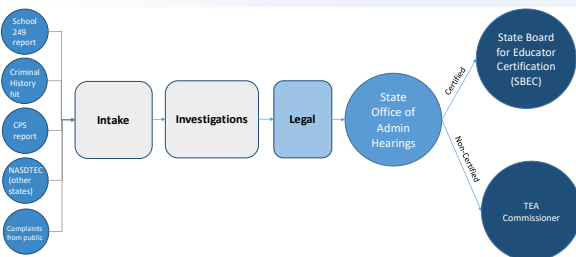 School
249
report
Criminal
History
hit
CPS
report
NASDTEC
(other
states)
Complaints
from public
Intake
Investigations
Legal
State
Office of
Admin
Hearings
Certified
Non-Certified
State Board
for Educator
Certification
(SBEC)
TEA
Commissioner